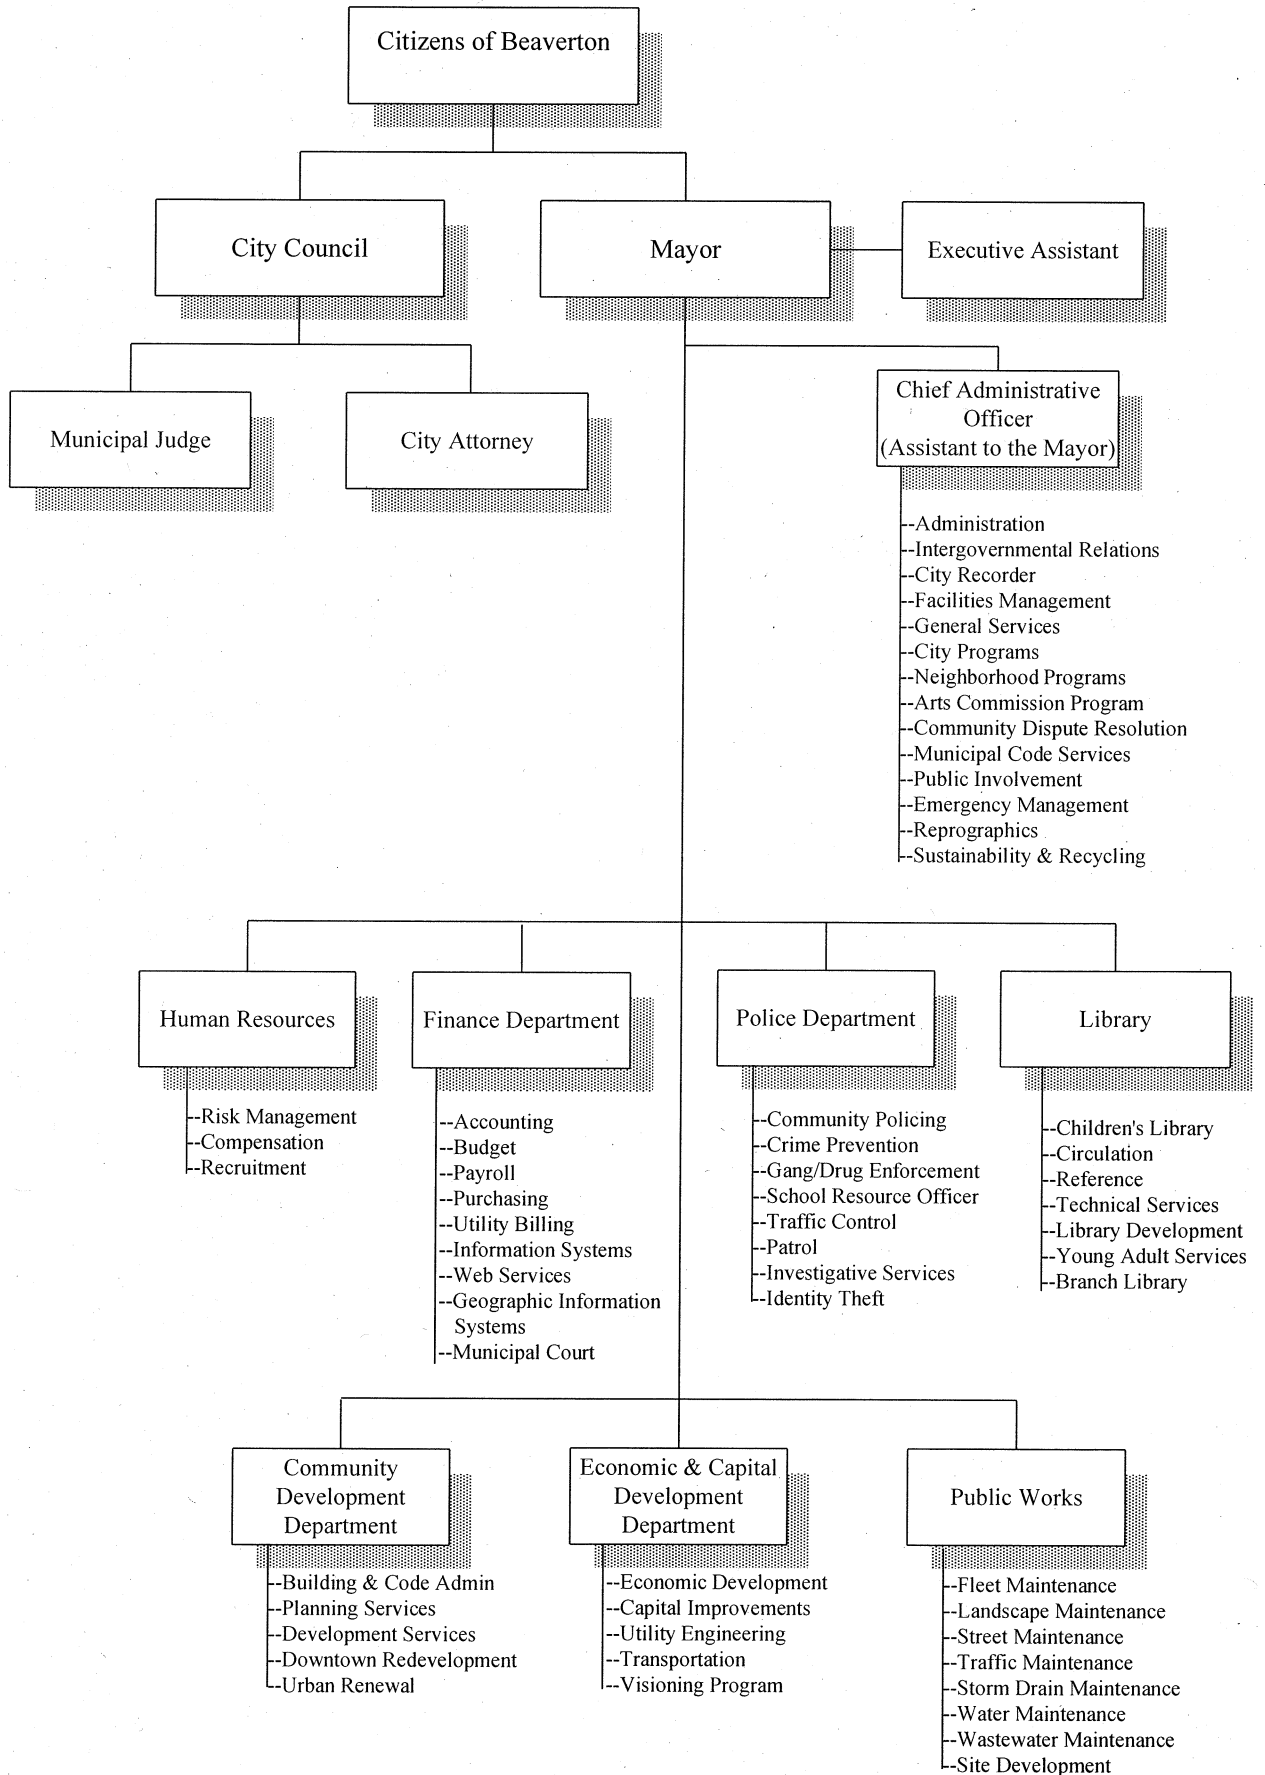 Citizens of Beaverton
City Council
Mayor
Executive Assistant
Municipal Judge
City Attorney
Chief Administrative
Officer
(Assistant to the Mayor)
--Administration
--Intergovernmental Relations
--City Recorder
--Facilities Management
--General Services
--City Programs
--Neighborhood Programs
--Arts Commission Program
--Community Dispute Resolution
--Municipal Code Services
--Public Involvement
--Emergency Management
--Reprographics
--Sustainability & Recycling
Human Resources
--Risk Management
--Compensation
--Recruitment
Finance Department
--Accounting
--Budget
--Payroll
--Purchasing
--Utility Billing
--Information Systems
--Web Services
--Geographic Information
Systems
--Municipal Court
Police Department
--Community Policing
--Crime Prevention
--Gang/Drug Enforcement
--School Resource Officer
--Traffic Control
--Patrol
--Investigative Services
--Identity Theft
Library
--Children's Library
--Circulation
--Reference
--Technical Services
--Library Development
--Young Adult Services
--Branch Library
Community
Development
Department
--Building & Code Admin
--Planning Services
--Development Services
--Downtown Redevelopment
--Urban Renewal
Economic & Capital
Development
Department
--Economic Development
--Capital Improvements
--Utility Engineering
--Transportation
--Visioning Program
Public Works
--Fleet Maintenance
--Landscape Maintenance
--Street Maintenance
--Traffic Maintenance
--Storm Drain Maintenance
--Water Maintenance
--Wastewater Maintenance
--Site Development